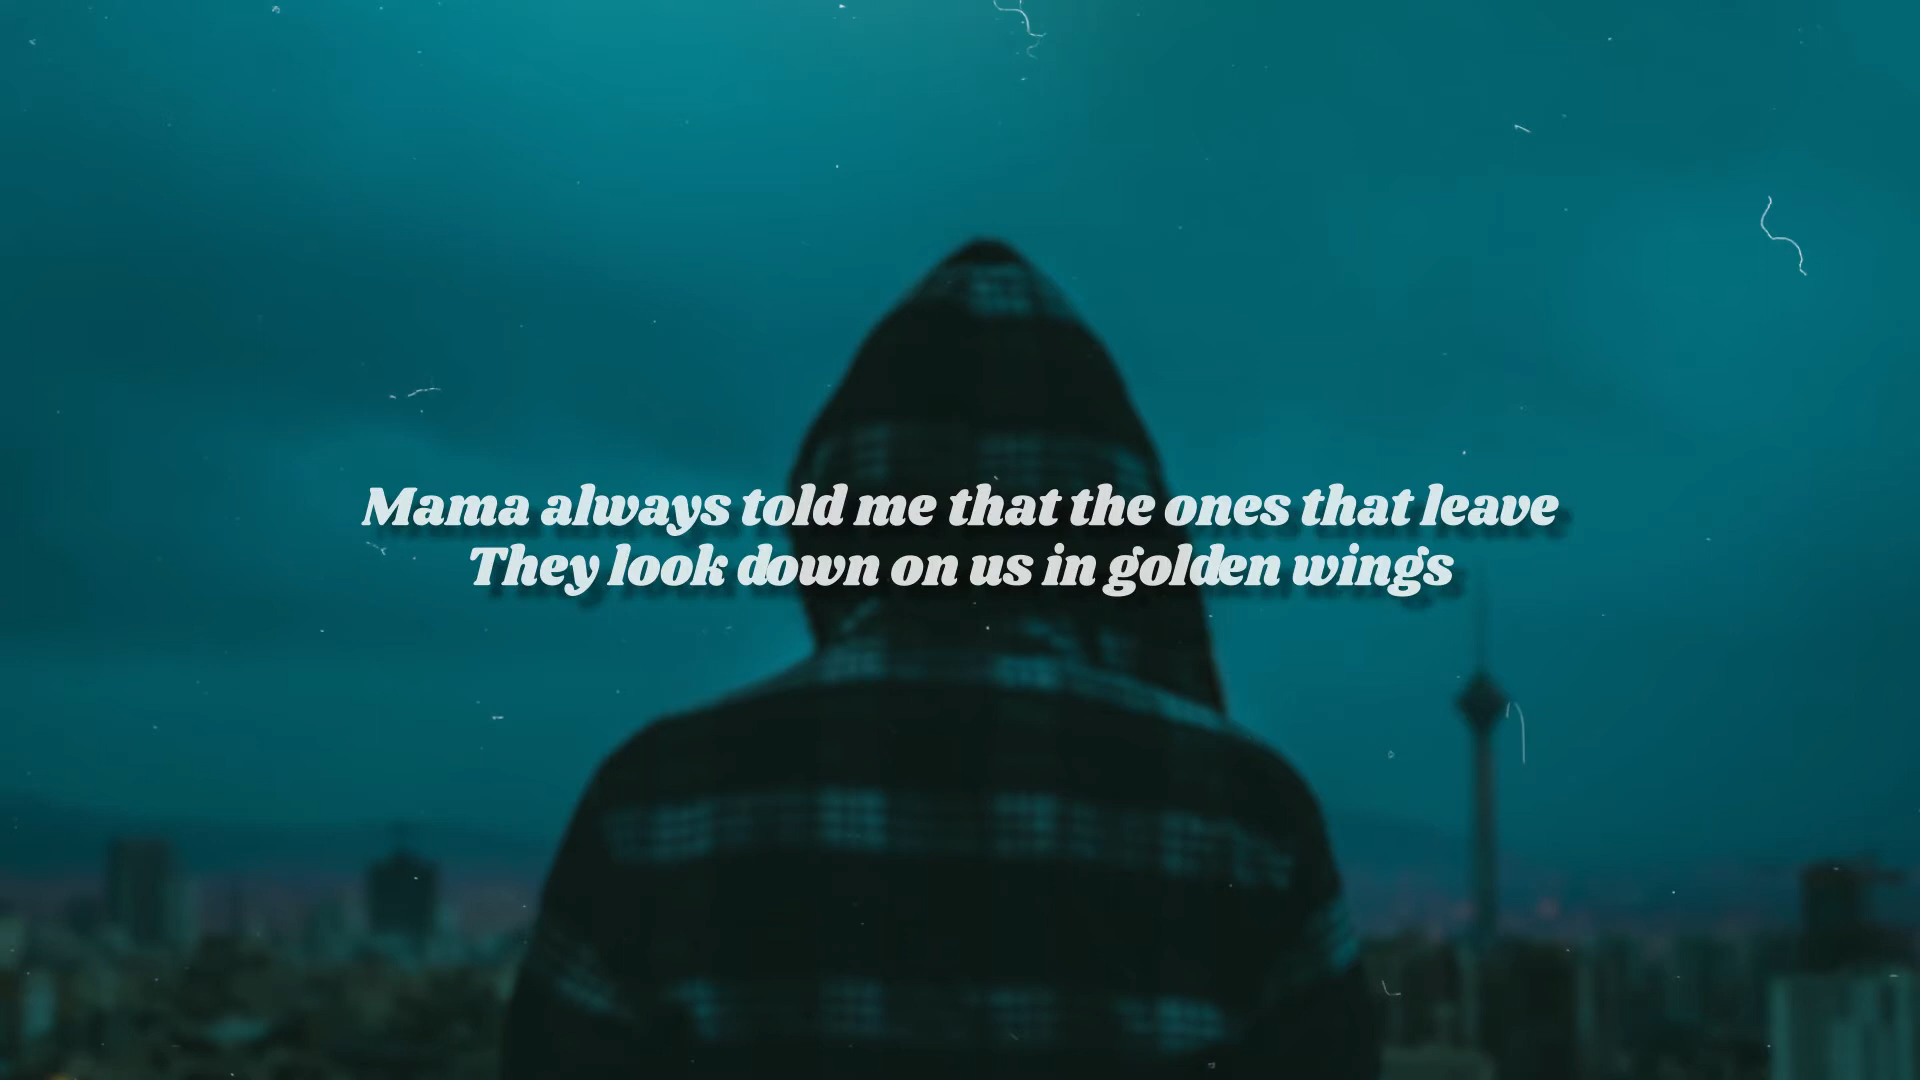 Mama always told me that the ones that leave
They look down on us in golden wings